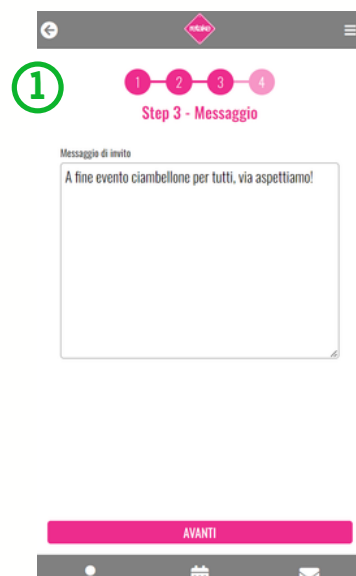 retake
1
1 2 3 4
Step 3 - Messaggio
Messaggio di invito
A fine evento ciambellone per tutti, via aspettiamo!
AVANTI